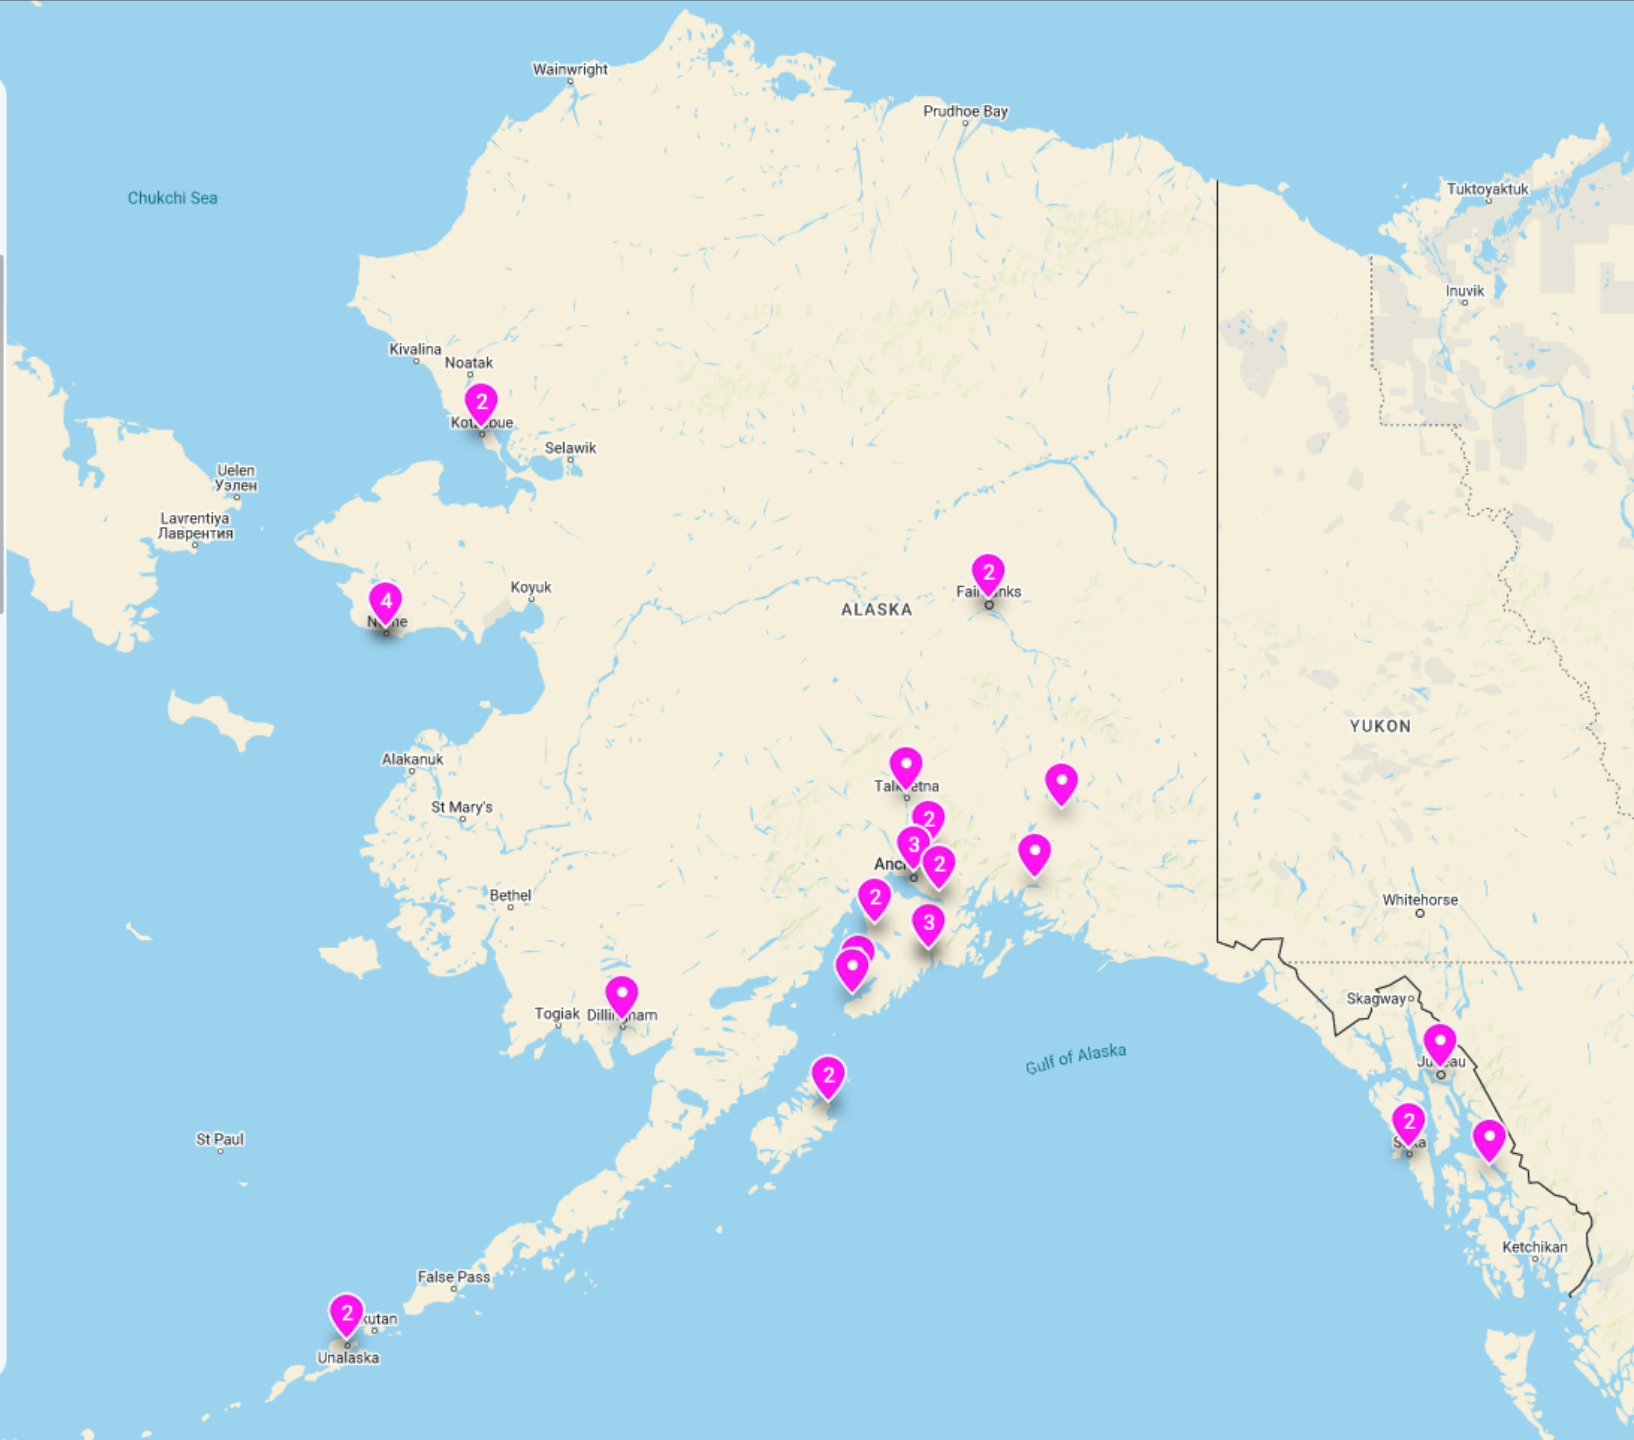 Wainwright
Prudhoe Bay
Chukchi Sea
Tuktoyaktuk
Inuvik
Kivalina
Noatak
2
Selawik
Uelen
Уэлен
Lavrentiya
Лаврентия
2
Koyuk
4
ALASKA
YUKON
Alakanuk
St Mary's
2
3
2
Bethel
2
Whitehorse
3
Skagway
Togiak
Gulf of Alaska
2
2
St Paul
Ketchikan
False Pass
2
Unalaska